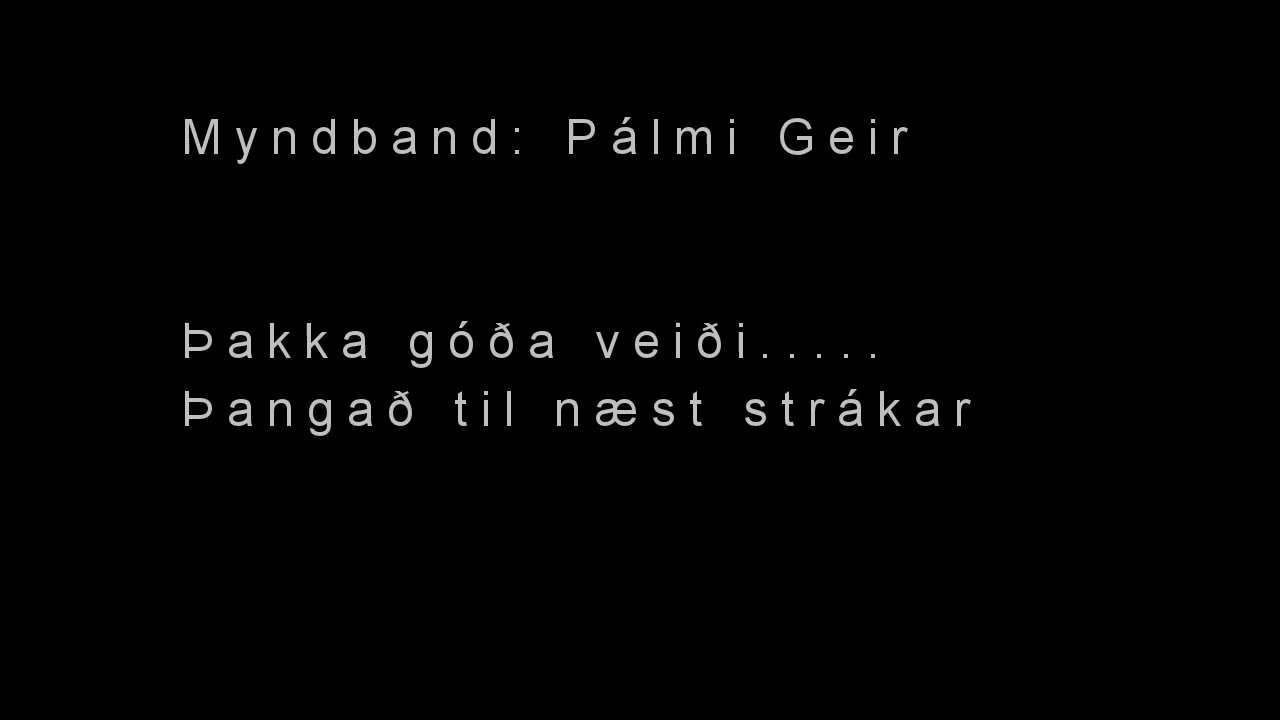 Myndband: Pálmi Geir
Þakka góða veiði.....
Þangað til næst strákar